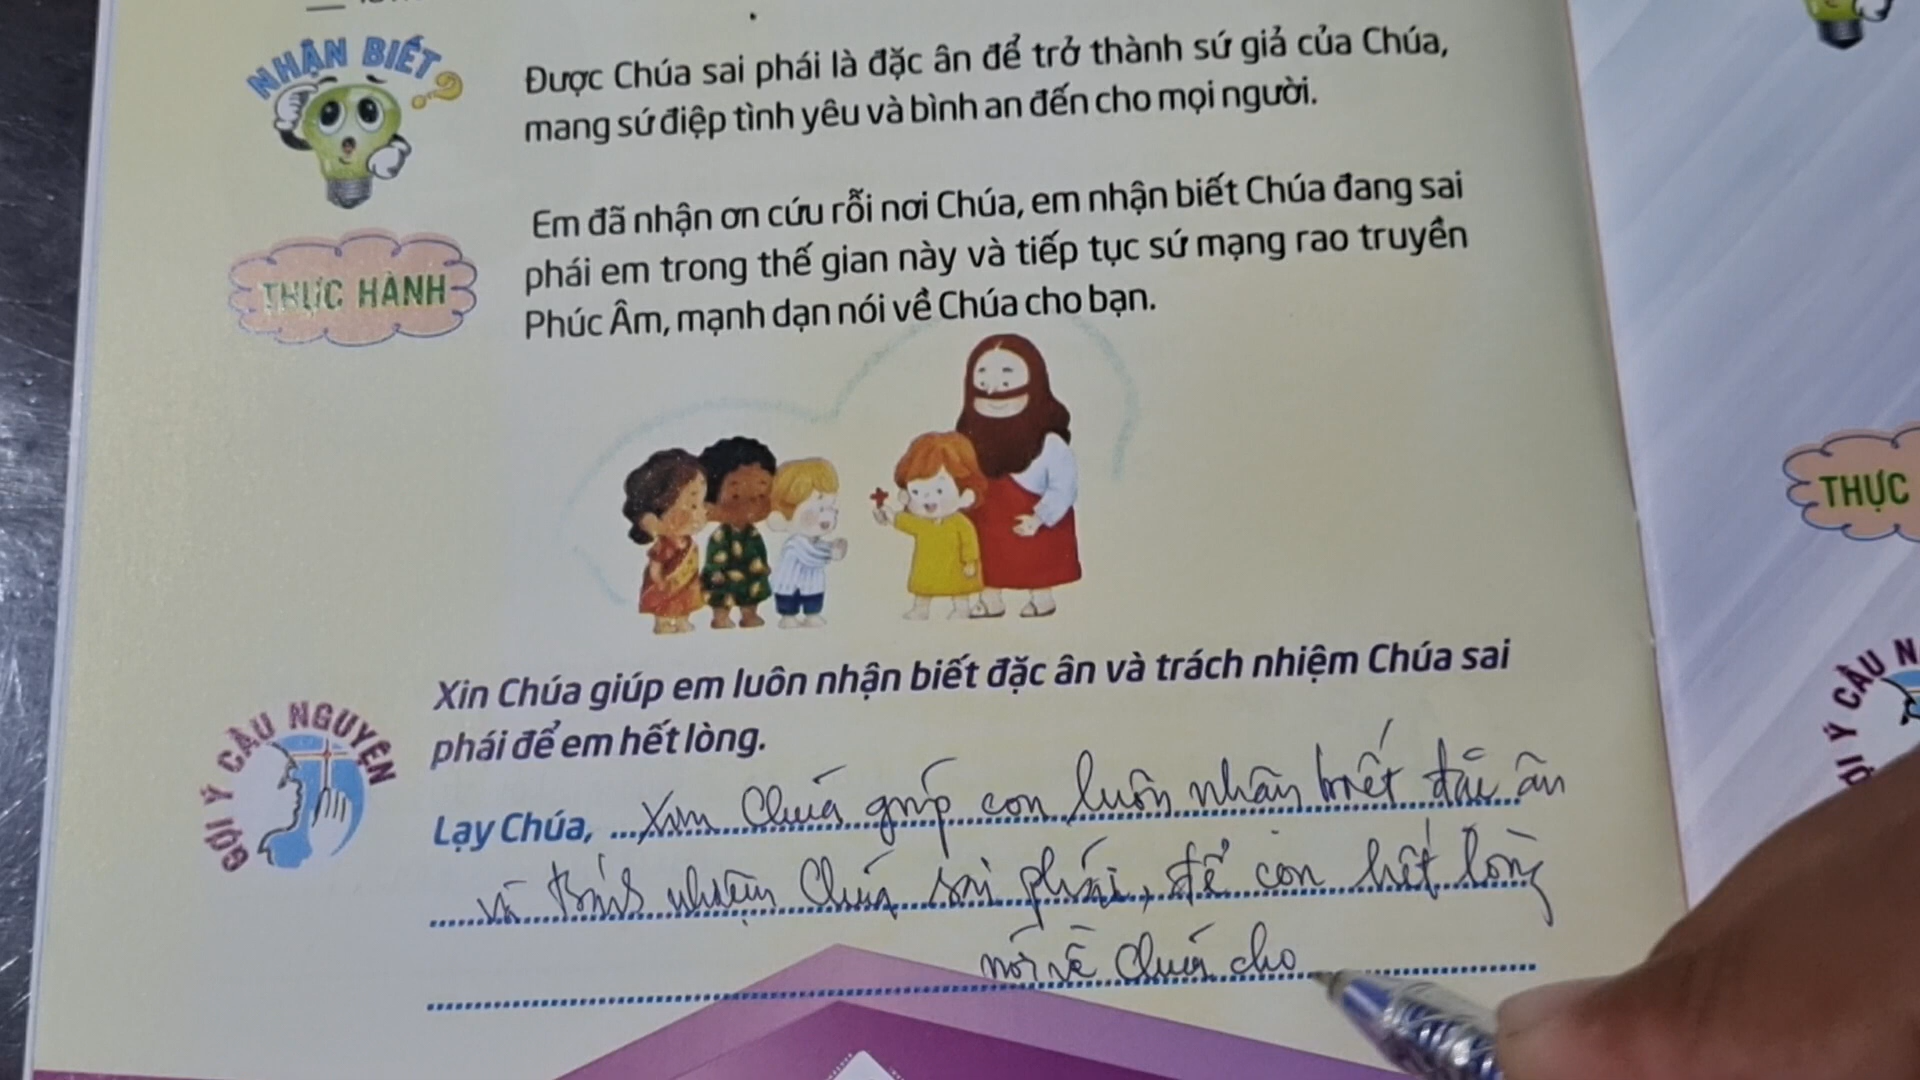 NHẬN BIẾT
Được Chúa sai phái là đặc ân để trở thành sứ giả của Chúa,
mang sứ điệp tình yêu và bình an đến cho mọi người.
THỰC HÀNH
Em đã nhận ơn cứu rỗi nơi Chúa, em nhận biết Chúa đang sai
phái em trong thế gian này và tiếp tục sứ mạng rao truyền
Phúc Âm, mạnh dạn nói về Chúa cho bạn.
GỢI Ý CẦU NGUYỆN
Xin Chúa giúp em luôn nhận biết đặc ân và trách nhiệm Chúa sai
phái để em hết lòng.
Lạy Chúa, Xin Chúa giúp con luôn nhận biết đặc ân
và trách nhiệm Chúa sai phái, để con hết lòng
nói về Chúa cho
THỰC
Ý CẦU N